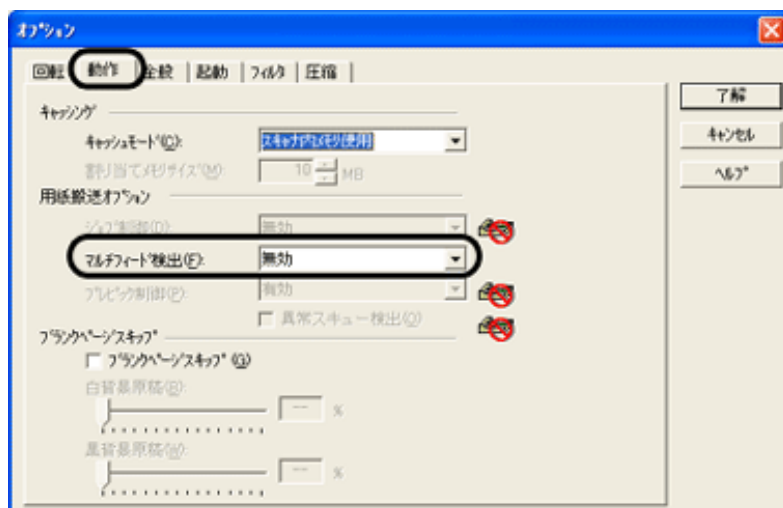 オプション
回転 動作 全般 起動 フィルタ 圧縮
了解
キャンセル
ヘルプ
キャッシング
キャッシュモード(C): スキャナ内メモリ使用
割り当てメモリサイズ(M): 10 MB
用紙搬送オプション
ジョブ制御(D): 無効
マルチフィード検出(F): 無効
プレピック制御(P): 有効
異常スキュー検出(O)
ブランクページスキップ
ブランクページスキップ(G)
白背景原稿(B):
-- %
黒背景原稿(W):
-- %